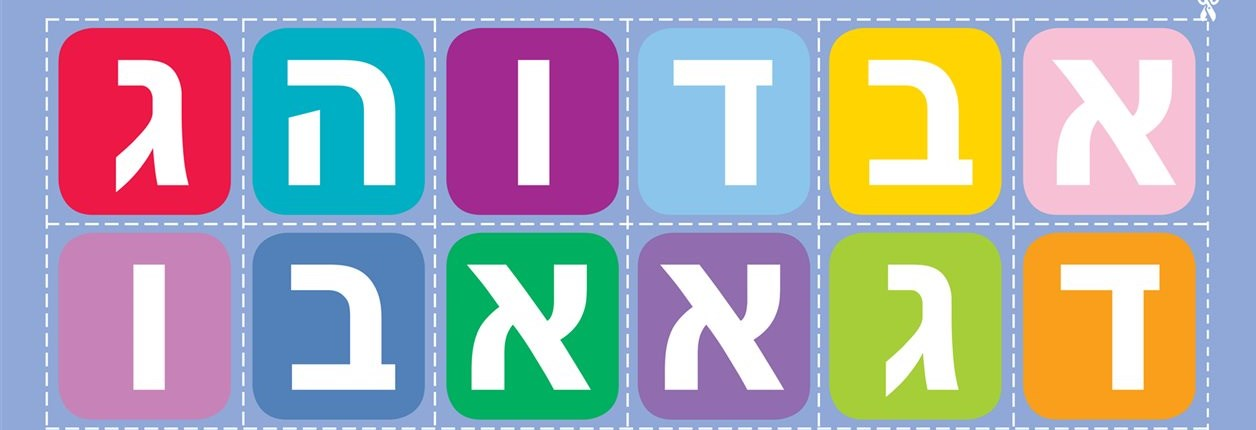 א ב ד ו ה ג
ד ג א א ב ו